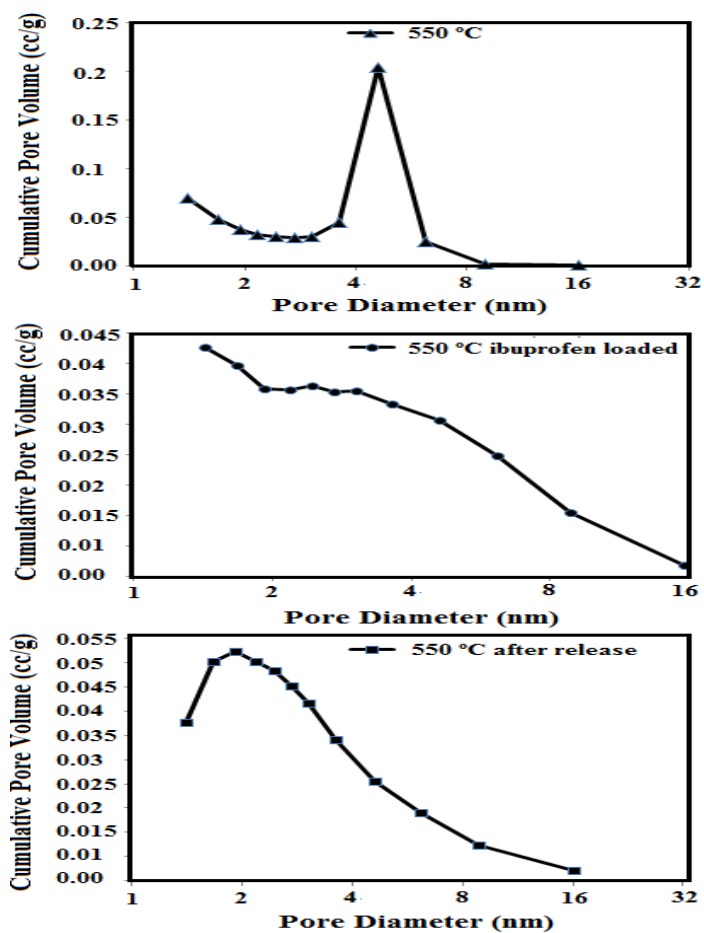 550 °C
Cumulative Pore Volume (cc/g)
0.25
0.2
0.15
0.1
0.05
0.00
1 2 4 8 16 32
Pore Diameter (nm)
550 °C ibuprofen loaded
Cumulative Pore Volume (cc/g)
0.045
0.04
0.035
0.03
0.025
0.02
0.015
0.01
0.00
1 2 4 8 16
Pore Diameter (nm)
550 °C after release
Cumulative Pore Volume (cc/g)
0.055
0.05
0.045
0.04
0.035
0.03
0.025
0.02
0.01
0.00
1 2 4 8 16 32
Pore Diameter (nm)